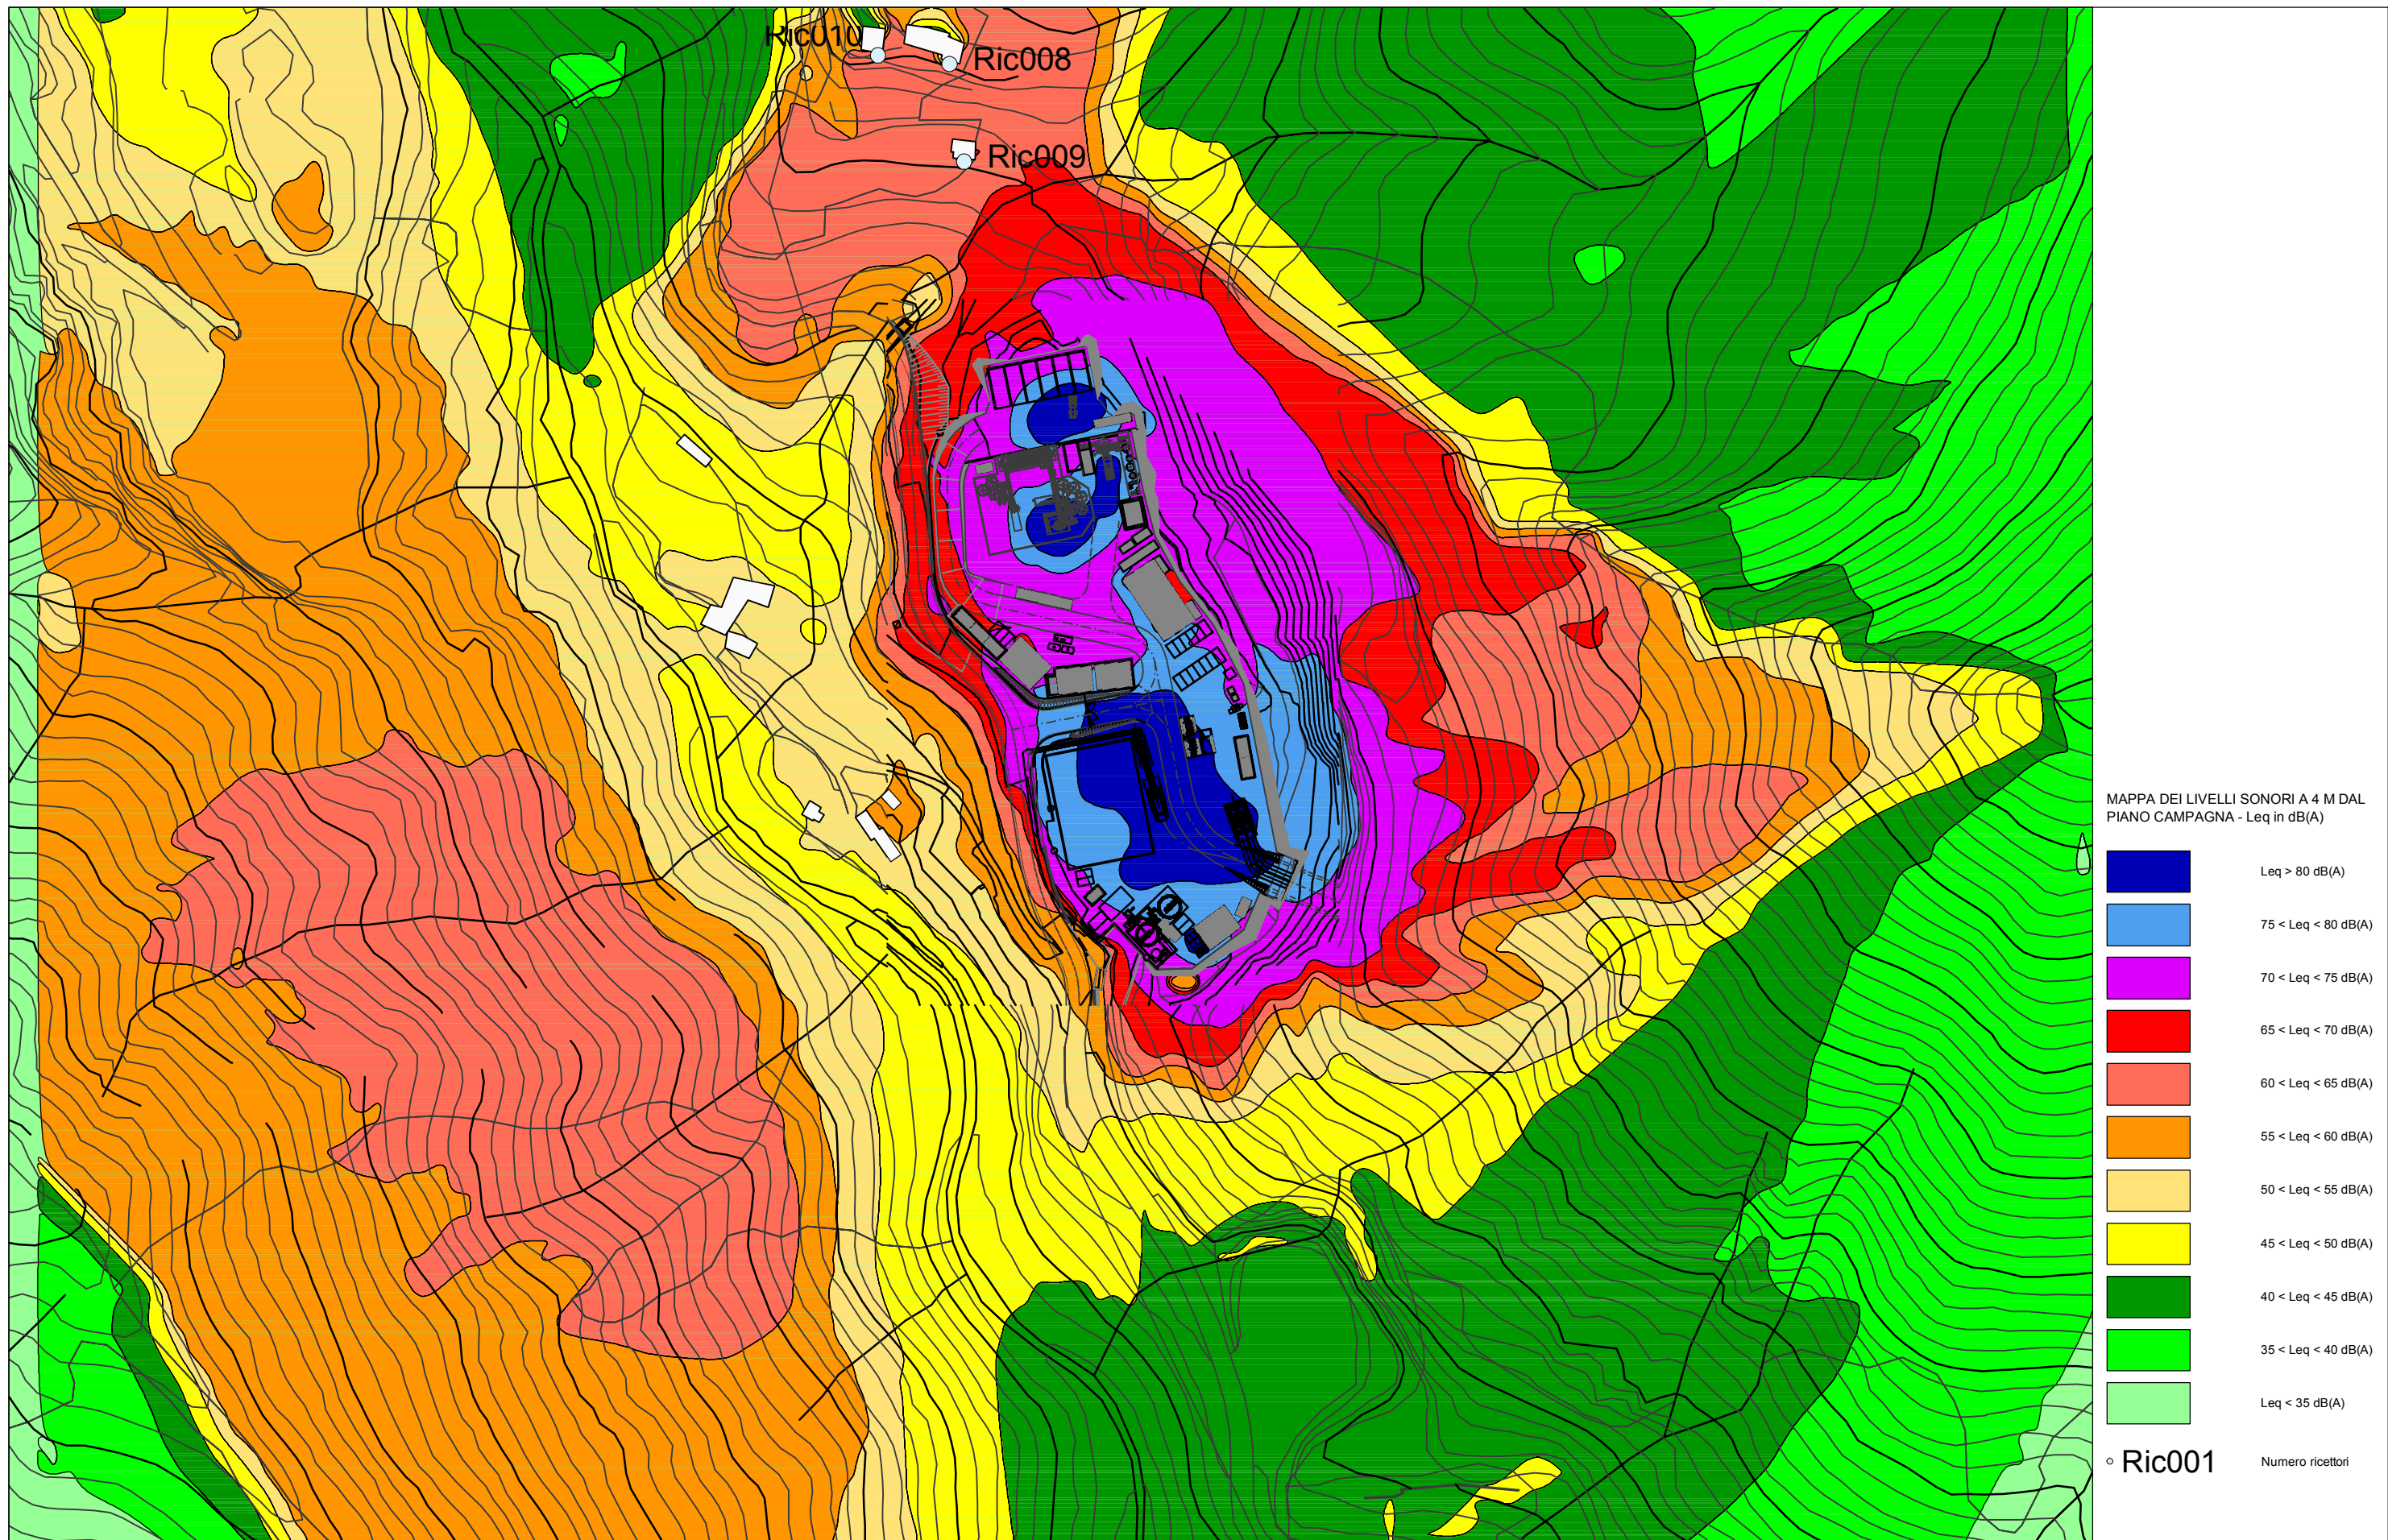 Ric010
Ric008
Ric009
MAPPA DEI LIVELLI SONORI A 4 M DAL
PIANO CAMPAGNA - Leq in dB(A)
Leq > 80 dB(A)
75 < Leq < 80 dB(A)
70 < Leq < 75 dB(A)
65 < Leq < 70 dB(A)
60 < Leq < 65 dB(A)
55 < Leq < 60 dB(A)
50 < Leq < 55 dB(A)
45 < Leq < 50 dB(A)
40 < Leq < 45 dB(A)
35 < Leq < 40 dB(A)
Leq < 35 dB(A)
Ric001 Numero ricettori